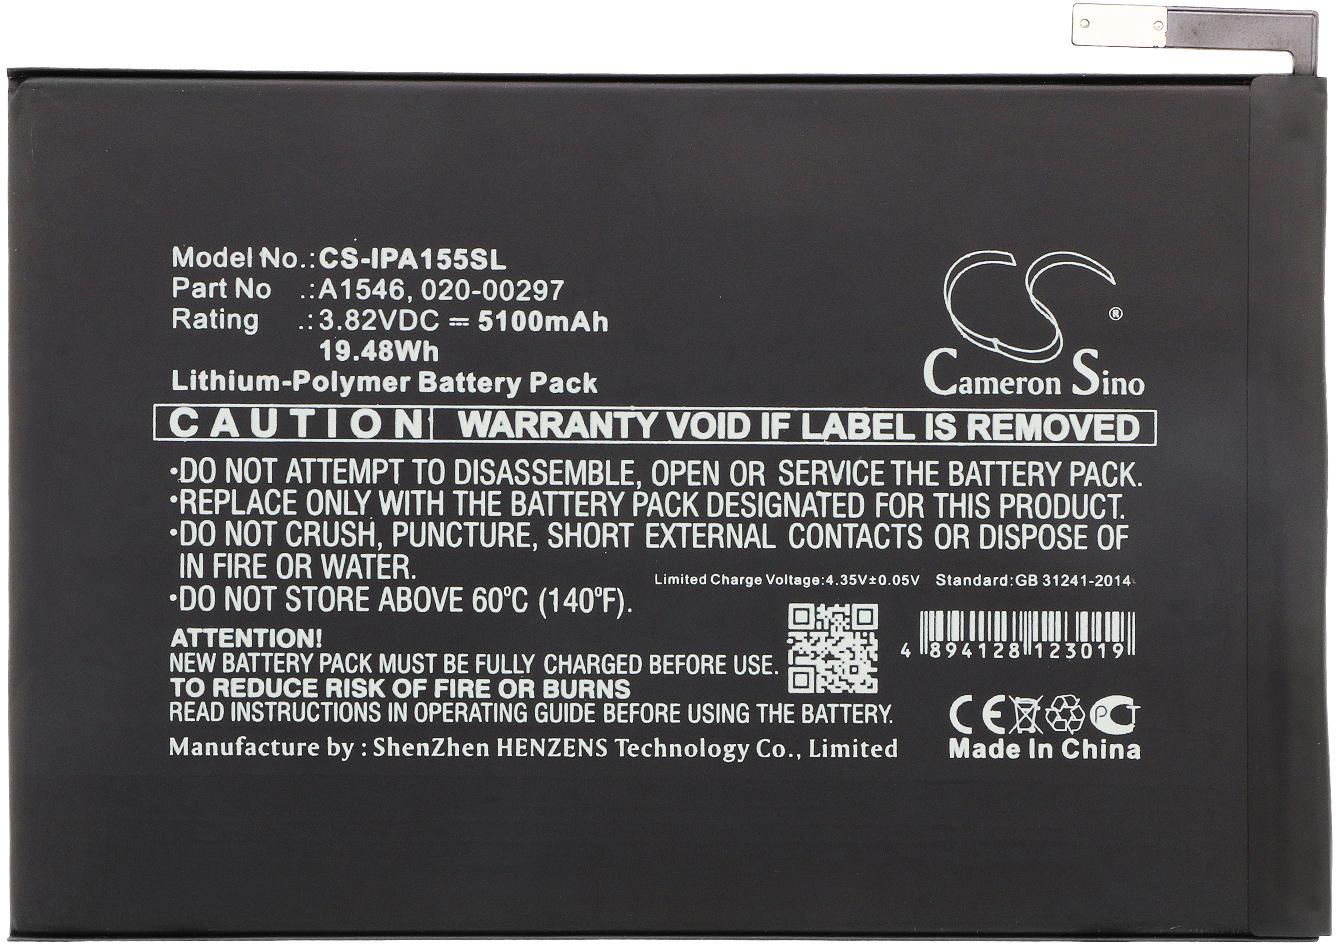 Model No.:CS-IPA155SL
Part No .:A1546, 020-00297
Rating .:3.82VDC ⎓ 5100mAh
19.48Wh
Lithium-Polymer Battery Pack
CS®
Cameron Sino
CAUTION WARRANTY VOID IF LABEL IS REMOVED
·DO NOT ATTEMPT TO DISASSEMBLE, OPEN OR SERVICE THE BATTERY PACK.
·REPLACE ONLY WITH THE BATTERY PACK DESIGNATED FOR THIS PRODUCT.
·DO NOT CRUSH, PUNCTURE, SHORT EXTERNAL CONTACTS OR DISPOSE OF
IN FIRE OR WATER.
Limited Charge Voltage:4.35V±0.05V Standard:GB 31241-2014
·DO NOT STORE ABOVE 60ºC (140ºF).
ATTENTION!
NEW BATTERY PACK MUST BE FULLY CHARGED BEFORE USE.
TO REDUCE RISK OF FIRE OR BURNS
READ INSTRUCTIONS IN OPERATING GUIDE BEFORE USING THE BATTERY.
Manufacture by : ShenZhen HENZENS Technology Co., Limited
4 894128 123019
CE PCT
Made In China